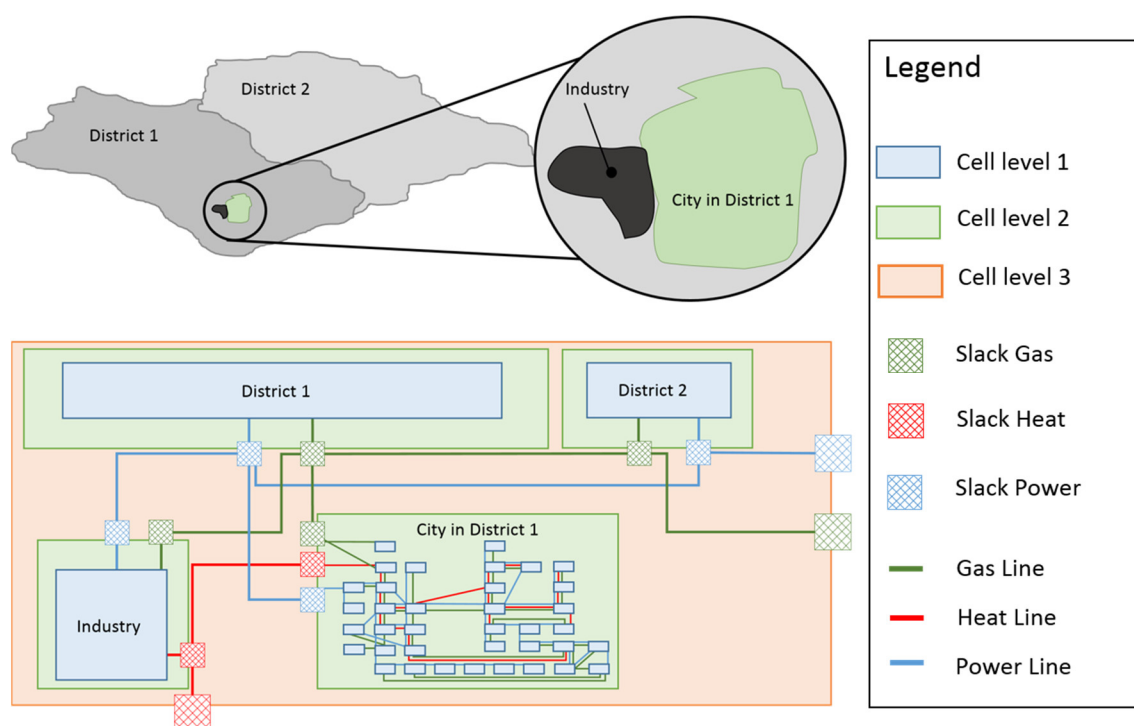 District 2
District 1
Industry
City in District 1
Legend
Cell level 1
Cell level 2
Cell level 3
Slack Gas
Slack Heat
Slack Power
Gas Line
Heat Line
Power Line
District 1
District 2
City in District 1
Industry